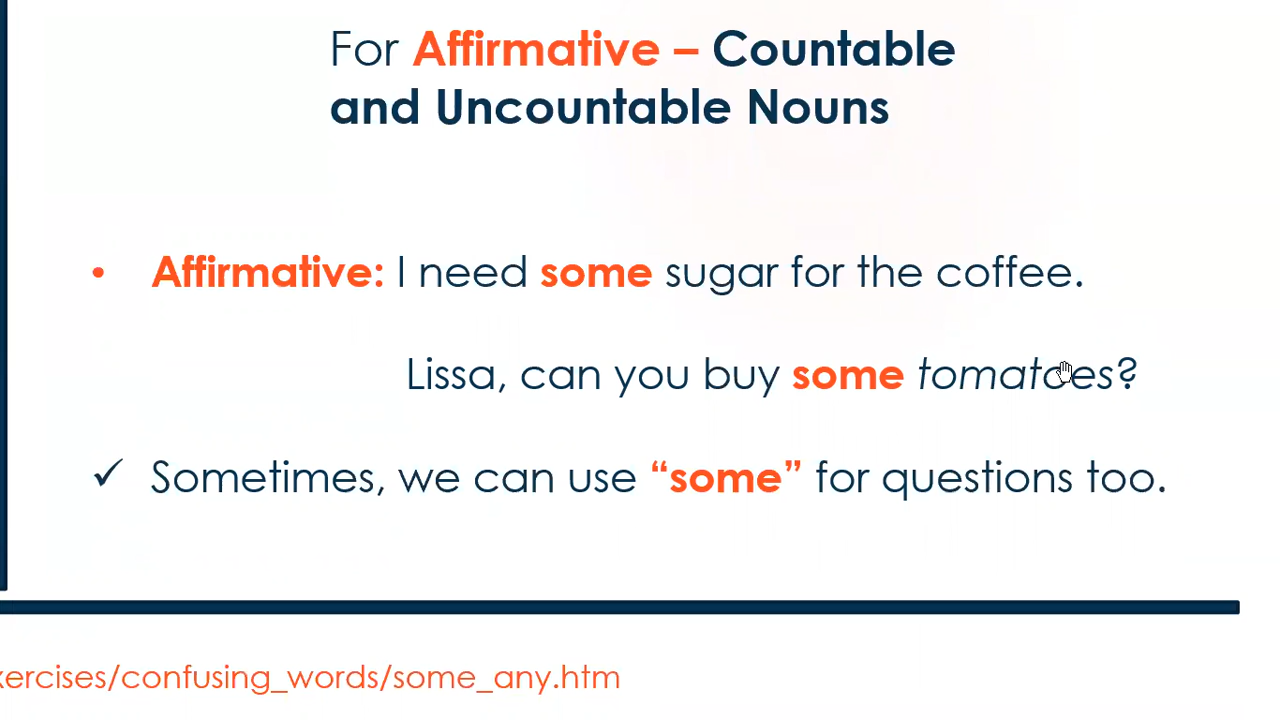 For Affirmative – Countable
and Uncountable Nouns
• Affirmative: I need some sugar for the coffee.
Lissa, can you buy some tomatoes?
✓ Sometimes, we can use “some” for questions too.
xercises/confusing_words/some_any.htm